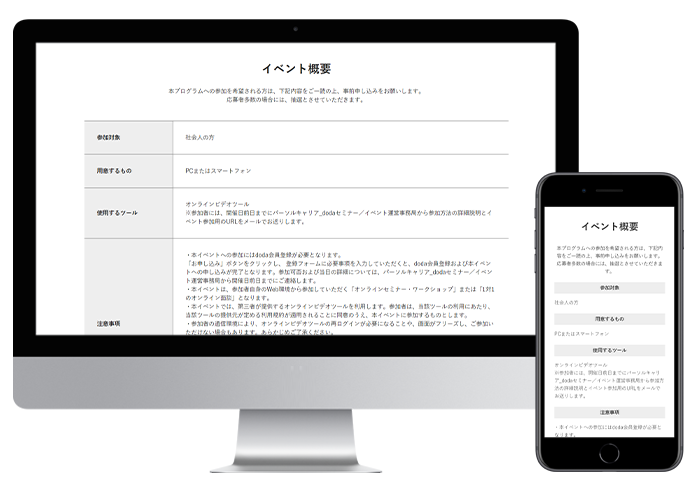 イベント概要
本プログラムへの参加を希望される方は、下記内容をご一読の上、事前申し込みをお願いします。
応募者多数の場合には、抽選とさせていただきます。
参加対象
社会人の方
用意するもの
PCまたはスマートフォン
使用するツール
オンラインビデオツール
※参加者には、開催日前日までにパーソルキャリア_dodaセミナー／イベント運営事務局から参加方法の詳細説明とイ
ベント参加用のURLをメールでお送りします。
注意事項
・本イベントへの参加にはdoda会員登録が必要となります。
「お申し込み」ボタンをクリックし、登録フォームに必要事項を入力していただくと、doda会員登録および本イベ
ントへの申し込みが完了となります。参加可否および当日の詳細については、パーソルキャリア_dodaセミナー／イベン
ト運営事務局から開催日前日までにご連絡します。
・本イベントは、参加者自身のWeb環境から参加していただく「オンラインセミナー・ワークショップ」または「1対1
のオンライン面談」となります。
・本イベントでは、第三者が提供するオンラインビデオツールを利用します。参加者は、当該ツールの利用にあたり、
当該ツールの提供元が定める利用規約が適用されることに同意のうえ、本イベントに参加するものとします。
・参加者の通信環境により、オンラインビデオツールの再ログインが必要になることや、画面がフリーズし、ご参加い
ただけない場合もあります。あらかじめご了承ください。
イベント概要
本プログラムへの参加を希望される方は、下記内
容をご一読の上、事前申し込みをお願いします。
応募者多数の場合には、抽選とさせていただきま
す。
参加対象
社会人の方
用意するもの
PCまたはスマートフォン
使用するツール
オンラインビデオツール
※参加者には、開催日前日までにパーソルキャリ
ア_dodaセミナー／イベント運営事務局から参加方
法の詳細説明とイベント参加用のURLをメールで
お送りします。
注意事項
・本イベントへの参加にはdoda会員登録が必要と
なります。